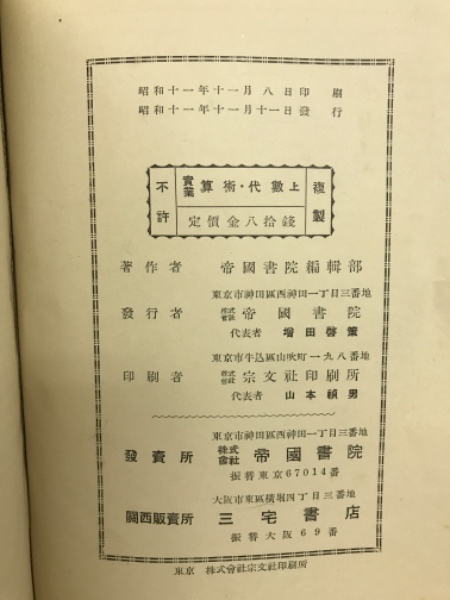 昭和十一年十一月八日印刷
昭和十一年十一月十一日發行
不許 複製
實業 算術・代數上
定價金八拾錢
著作者 帝國書院編輯部
東京市神田區西神田一丁目三番地
發行者 株式會社 帝國書院
代表者 增田啓策
東京市牛込區山吹町一九八番地
印刷者 株式會社 宗文社印刷所
代表者 山本禎男
東京市神田區西神田一丁目三番地
發賣所 株式會社 帝國書院
振替東京67014番
大阪市東區橫堀四丁目三番地
關西販賣所 三宅書店
振替大阪69番
東京 株式會社宗文社印刷所